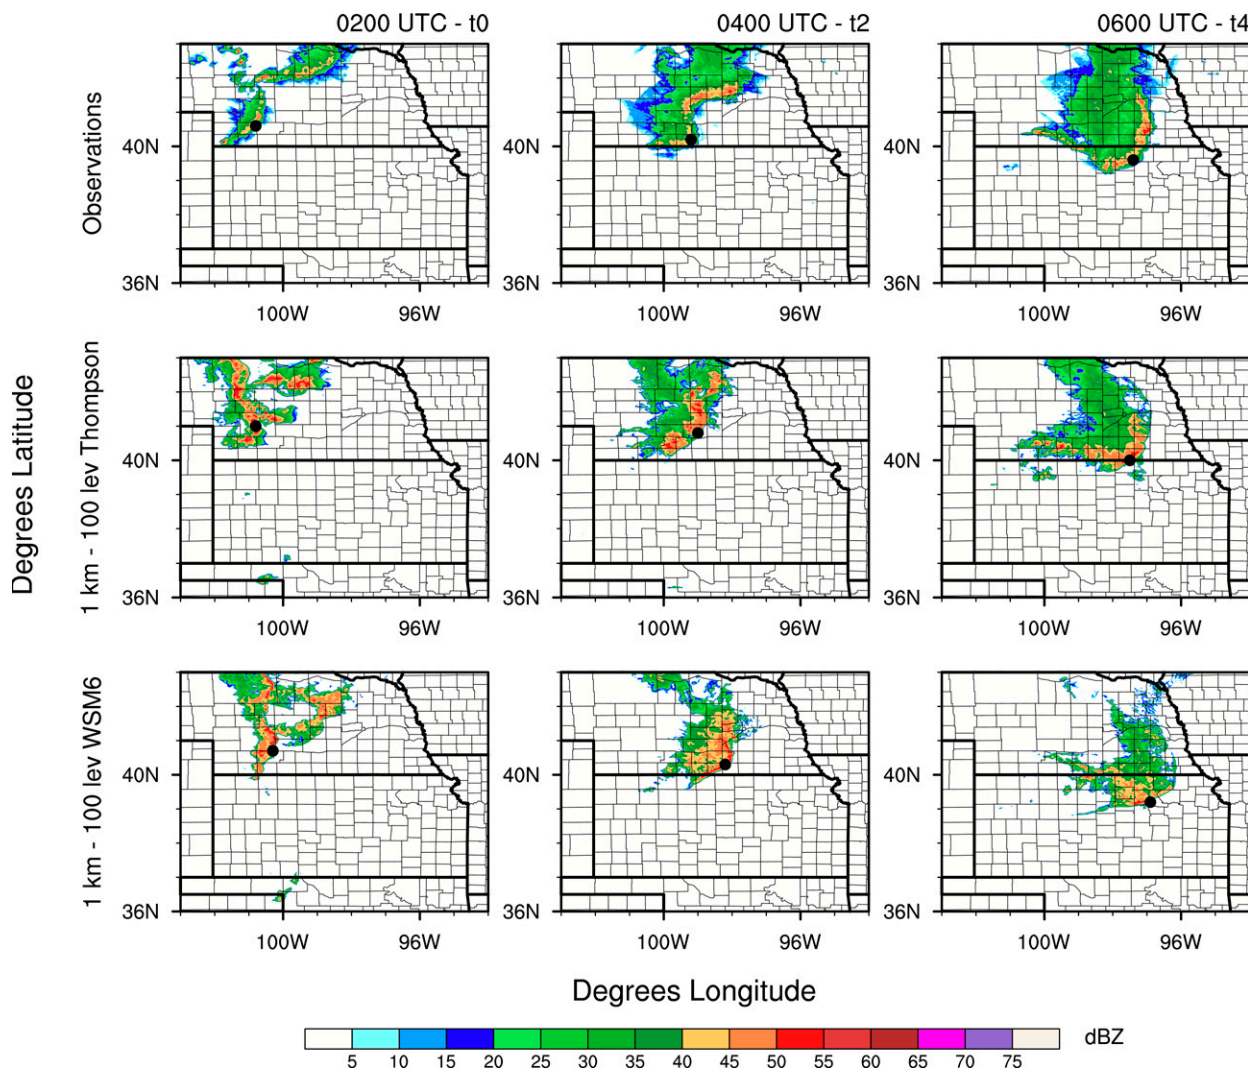 0200 UTC - t0
0400 UTC - t2
0600 UTC - t4
Observations
40N
36N
100W
96W
40N
36N
100W
96W
40N
36N
100W
96W
Degrees Latitude
1 km - 100 lev Thompson
40N
36N
100W
96W
40N
36N
100W
96W
40N
36N
100W
96W
1 km - 100 lev WSM6
40N
36N
100W
96W
40N
36N
100W
96W
40N
36N
100W
96W
Degrees Longitude
dBZ
5 10 15 20 25 30 35 40 45 50 55 60 65 70 75